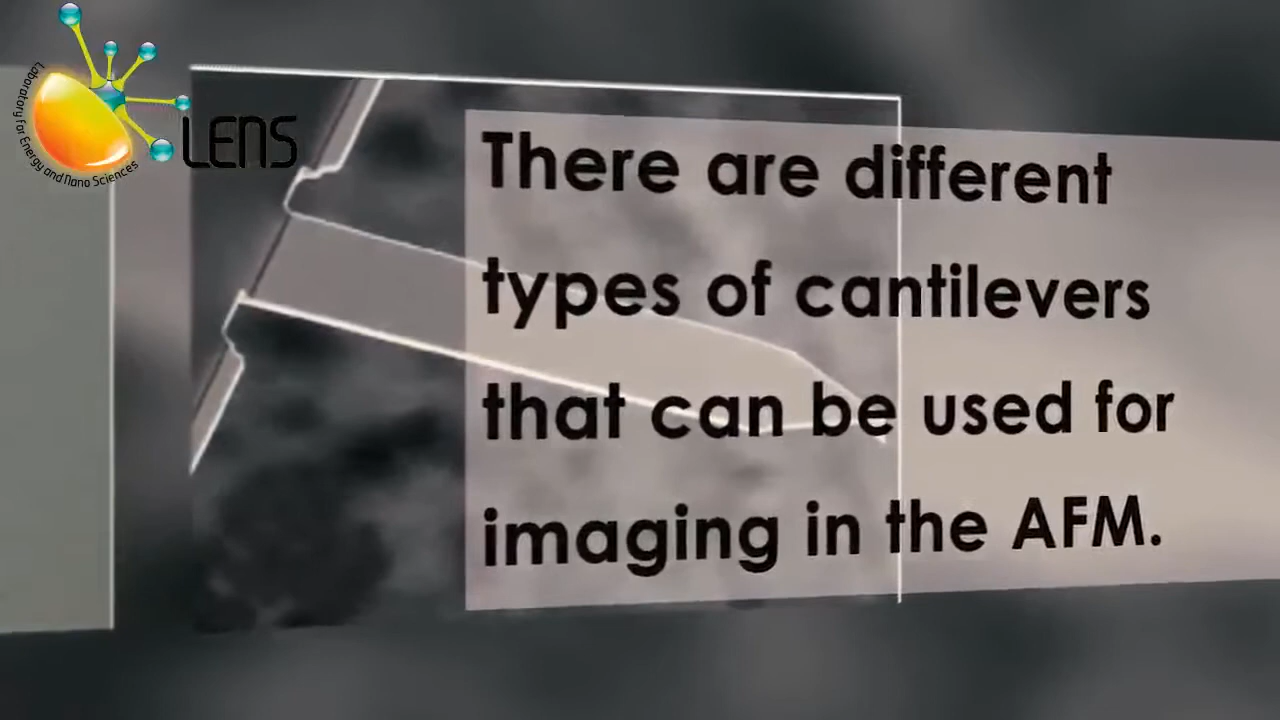 Laboratory for Energy and Nano Sciences
LENS
There are different
types of cantilevers
that can be used for
imaging in the AFM.